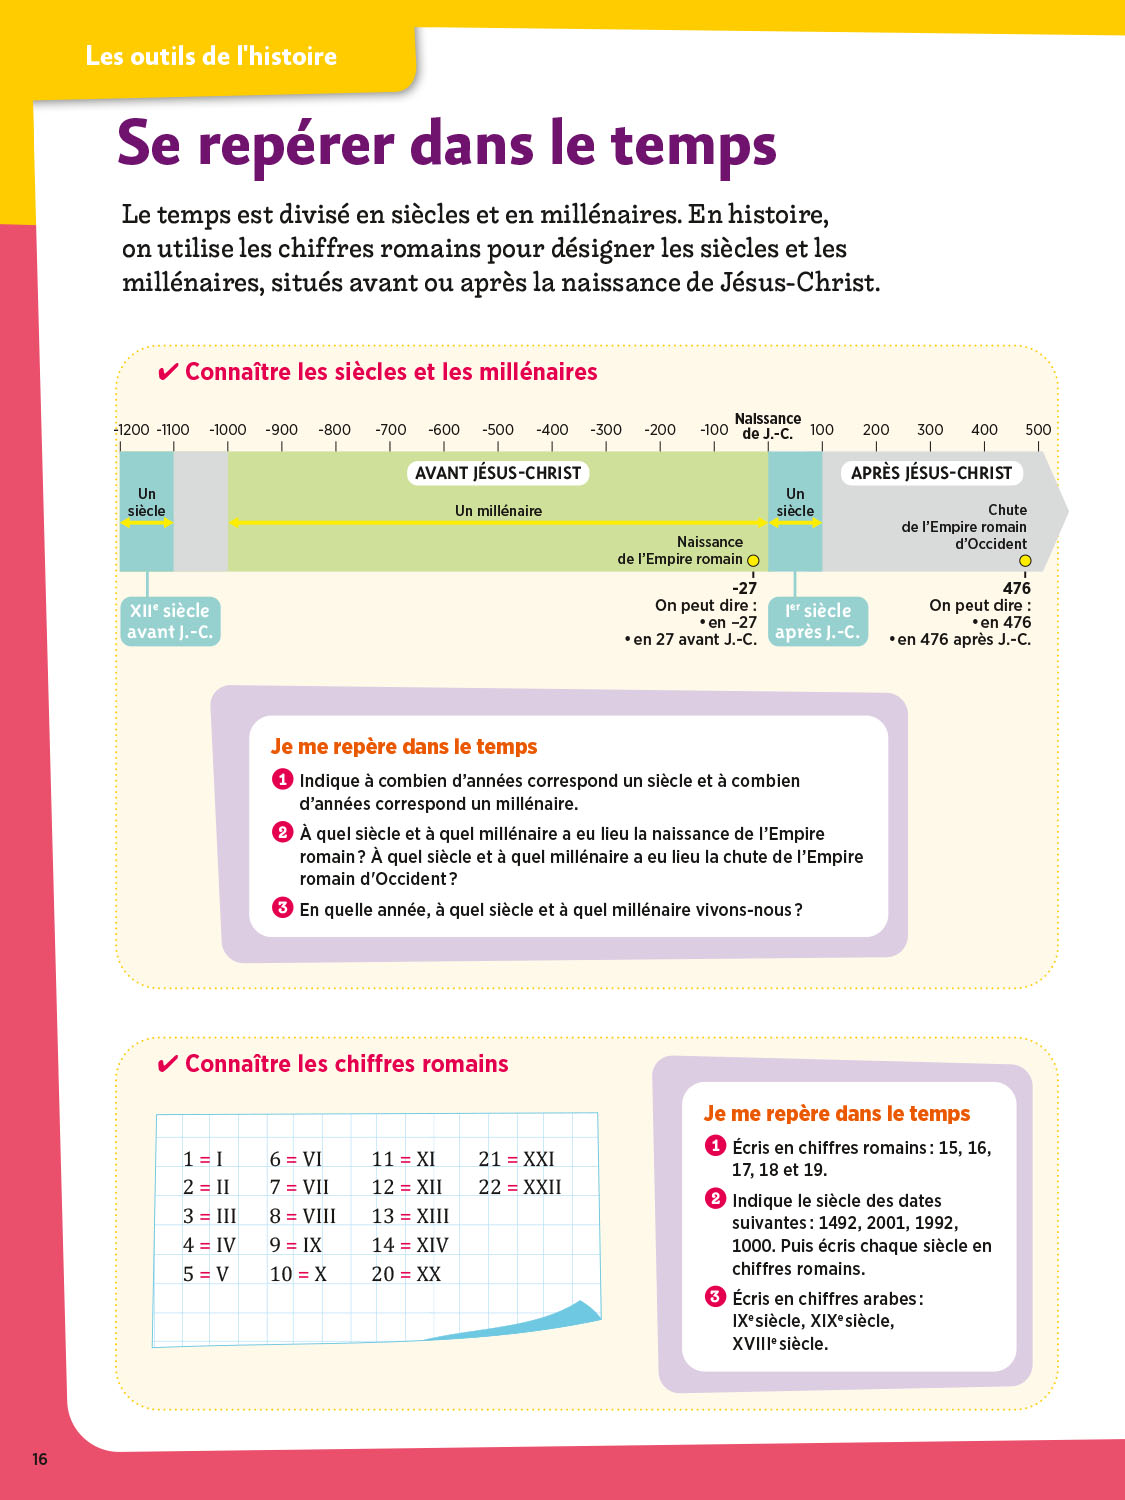 Les outils de l'histoire
Se repérer dans le temps
Le temps est divisé en siècles et en millénaires. En histoire,
on utilise les chiffres romains pour désigner les siècles et les
millénaires, situés avant ou après la naissance de Jésus-Christ.
✔ Connaître les siècles et les millénaires
-1200 -1100 -1000 -900 -800 -700 -600 -500 -400 -300 -200 -100 Naissance de J.-C. 100 200 300 400 500
AVANT JÉSUS-CHRIST
APRÈS JÉSUS-CHRIST
Un
siècle
Un millénaire
Naissance
de l'Empire romain
Un
siècle
Chute
de l'Empire romain
d'Occident
XIIe siècle
avant J.-C.
-27
On peut dire :
• en –27
• en 27 avant J.-C.
Ier siècle
après J.-C.
476
On peut dire :
• en 476
• en 476 après J.-C.
Je me repère dans le temps
1 Indique à combien d'années correspond un siècle et à combien
d'années correspond un millénaire.
2 À quel siècle et à quel millénaire a eu lieu la naissance de l'Empire
romain ? À quel siècle et à quel millénaire a eu lieu la chute de l'Empire
romain d'Occident ?
3 En quelle année, à quel siècle et à quel millénaire vivons-nous ?
✔ Connaître les chiffres romains
1 = I 6 = VI 11 = XI 21 = XXI
2 = II 7 = VII 12 = XII 22 = XXII
3 = III 8 = VIII 13 = XIII
4 = IV 9 = IX 14 = XIV
5 = V 10 = X 20 = XX
Je me repère dans le temps
1 Écris en chiffres romains : 15, 16,
17, 18 et 19.
2 Indique le siècle des dates
suivantes : 1492, 2001, 1992,
1000. Puis écris chaque siècle en
chiffres romains.
3 Écris en chiffres arabes :
IXe siècle, XIXe siècle,
XVIIIe siècle.
16